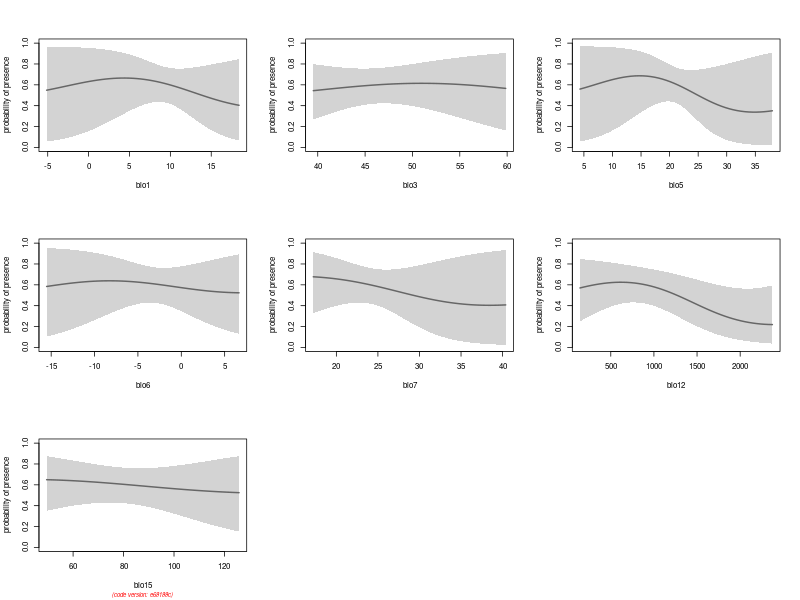 probability of presence
0.0 0.2 0.4 0.6 0.8 1.0
-5 0 5 10 15
bio1
probability of presence
0.0 0.2 0.4 0.6 0.8 1.0
40 45 50 55 60
bio3
probability of presence
0.0 0.2 0.4 0.6 0.8 1.0
5 10 15 20 25 30 35
bio5
probability of presence
0.0 0.2 0.4 0.6 0.8 1.0
-15 -10 -5 0 5
bio6
probability of presence
0.0 0.2 0.4 0.6 0.8 1.0
20 25 30 35 40
bio7
probability of presence
0.0 0.2 0.4 0.6 0.8 1.0
500 1000 1500 2000
bio12
probability of presence
0.0 0.2 0.4 0.6 0.8 1.0
60 80 100 120
bio15
(code version: